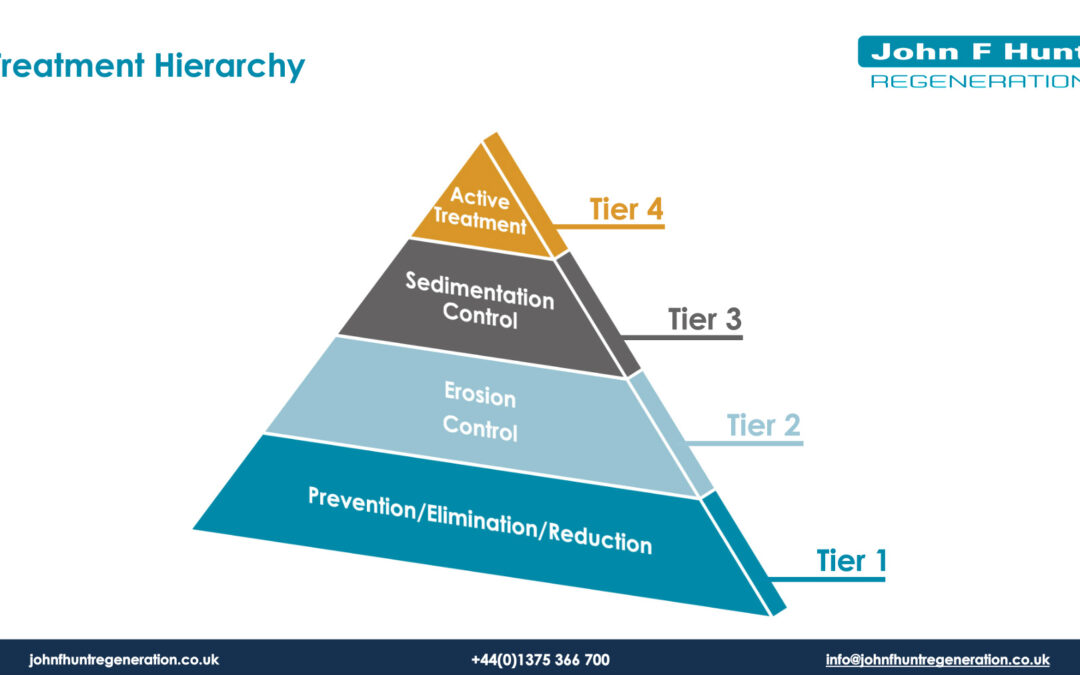 reatment Hierarchy
John F Hunt
REGENERATION
Active
Treatment
Tier 4
Sedimentation
Control
Tier 3
Erosion
Control
Tier 2
Prevention/Elimination/Reduction
Tier 1
johnfhuntregeneration.co.uk
+44(0)1375 366 700
info@johnfhuntregeneration.co.uk